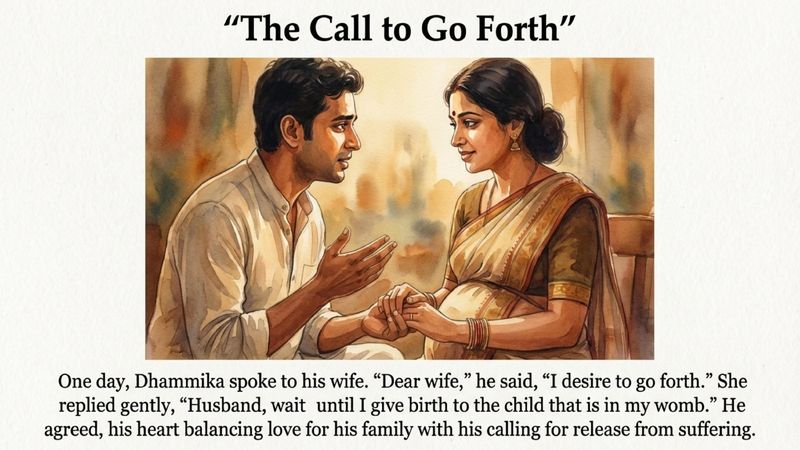 “The Call to Go Forth”
One day, Dhammika spoke to his wife. “Dear wife,” he said, “I desire to go forth.” She
replied gently, “Husband, wait  until I give birth to the child that is in my womb.” He
agreed, his heart balancing love for his family with his calling for release from suffering.